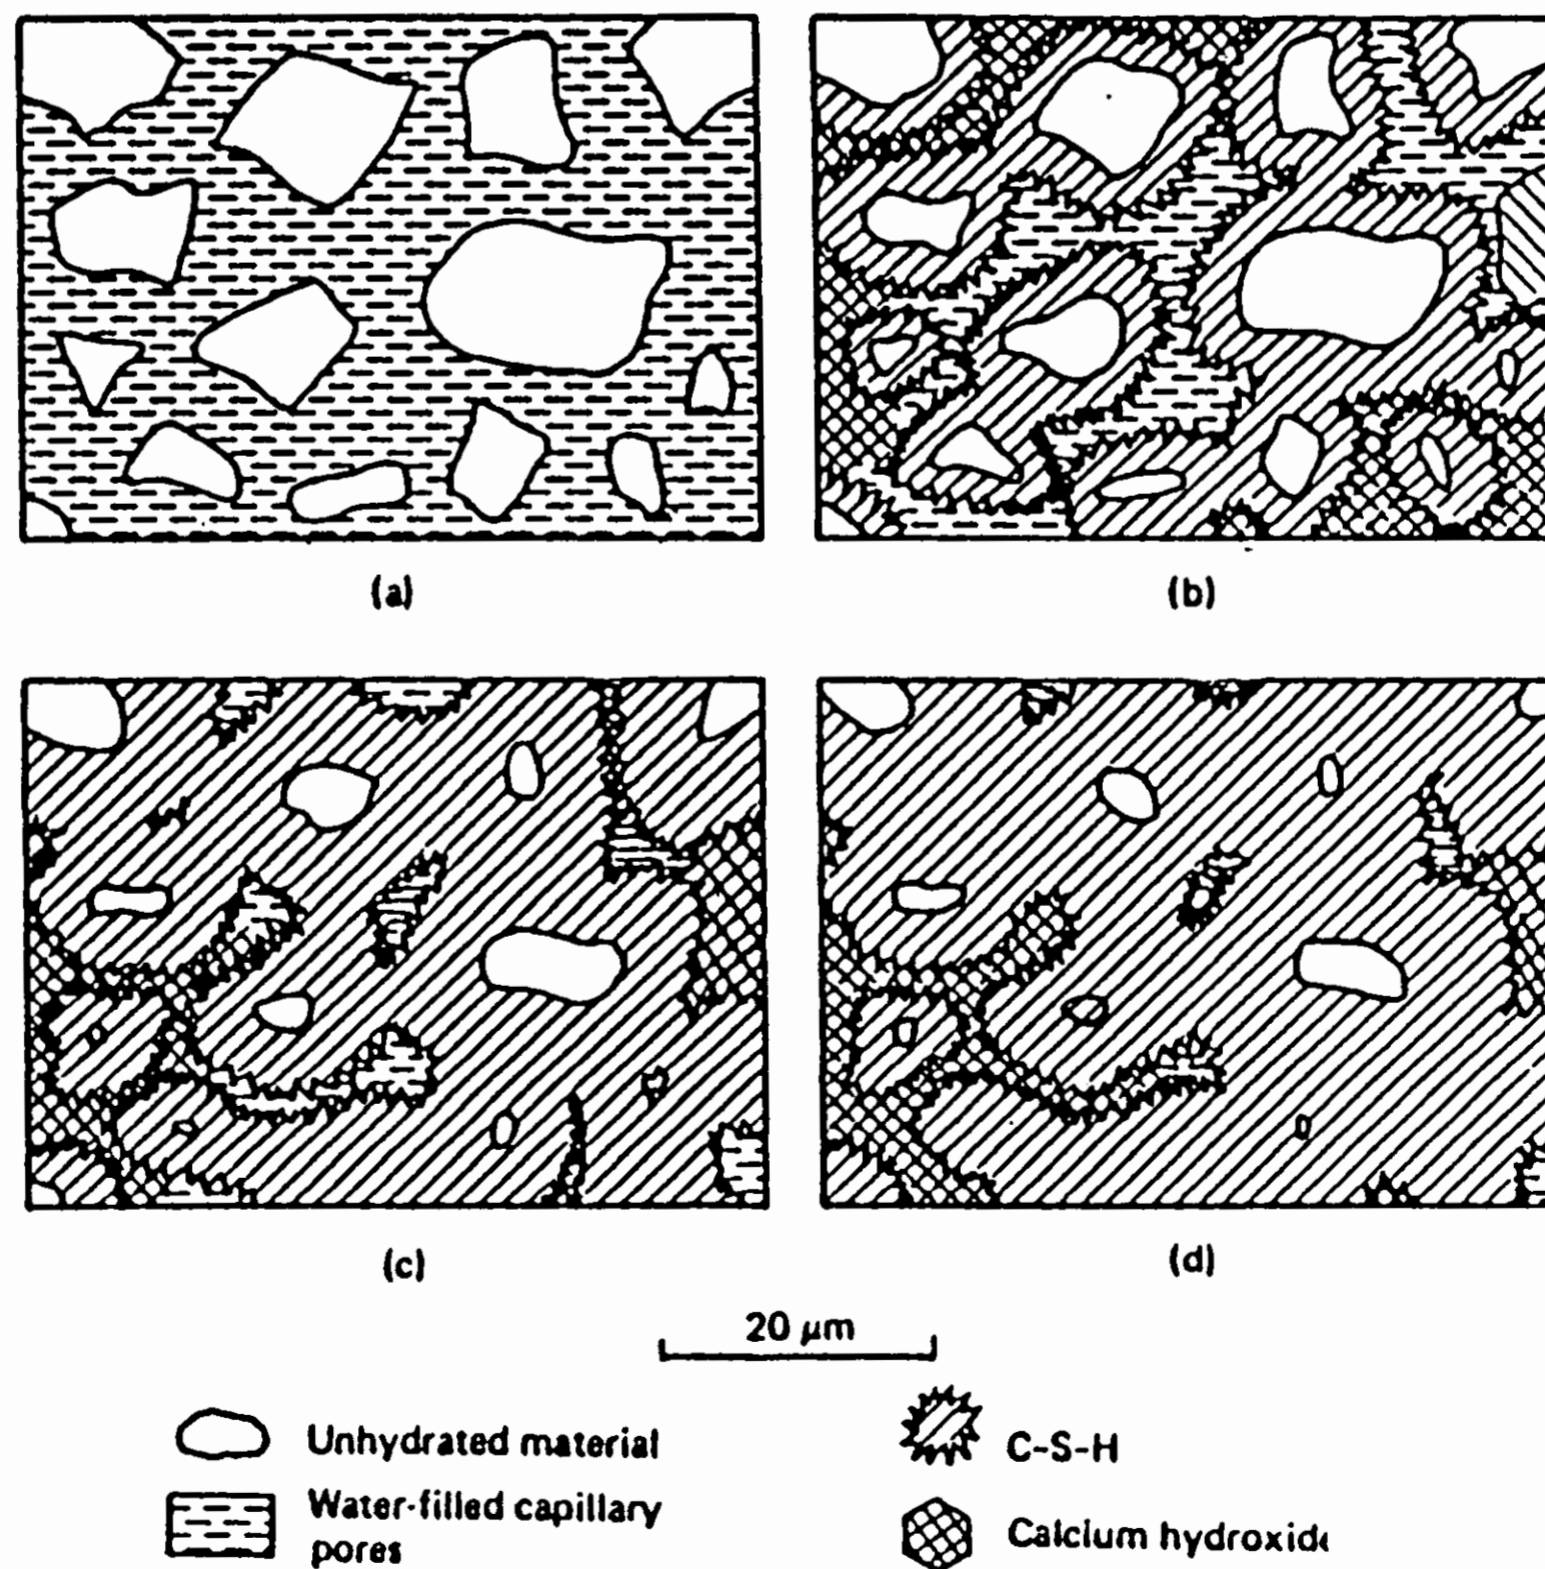 (a)
(b)
(c)
(d)
20 μm
Unhydrated material
C-S-H
Water-filled capillary
pores
Calcium hydroxid